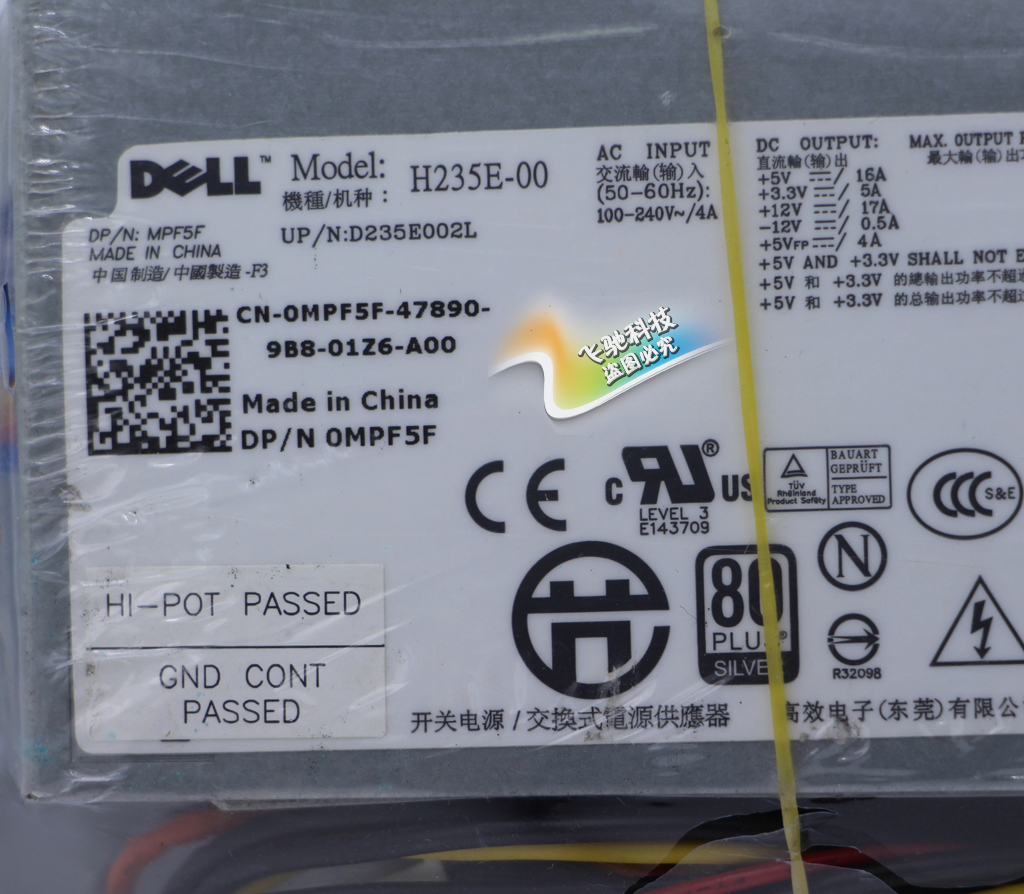 DELL™ Model: H235E-00
機種/机种：
DP/N: MPF5F
MADE IN CHINA
中国制造/中國製造 -F3
UP/N:D235E002L
AC INPUT
交流輸(输)入
(50-60Hz):
100-240V~/4A
DC OUTPUT:
直流輸(输)出
+5V / 16A
+3.3V / 5A
+12V / 17A
-12V / 0.5A
+5VFP / 4A
+5V AND +3.3V SHALL NOT E
+5V 和 +3.3V 的總輸出功率不超
+5V 和 +3.3V 的总输出功率不超
MAX. OUTPUT
最大輸(输)出
CN-0MPF5F-47890-
9B8-01Z6-A00
Made in China
DP/N 0MPF5F
飞驰科技
盗图必究
CE
c RU® US
LEVEL 3
E143709
TÜV
Rheinland
Product Safety
BAUART
GEPRÜFT
TYPE
APPROVED
CCC S&E
N
80
PLUS®
SILVER
R32098
HI-POT PASSED
GND CONT
PASSED
开关电源 / 交換式電源供應器
高效电子(东莞)有限公